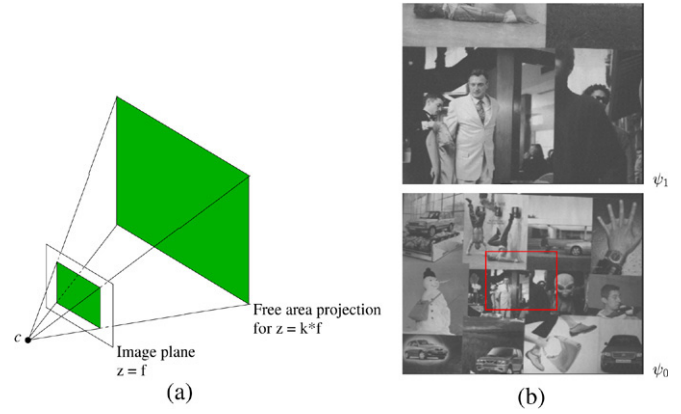 c
Image plane
z = f
Free area projection
for z = k*f
(a)
ψ₁
ψ₀
(b)